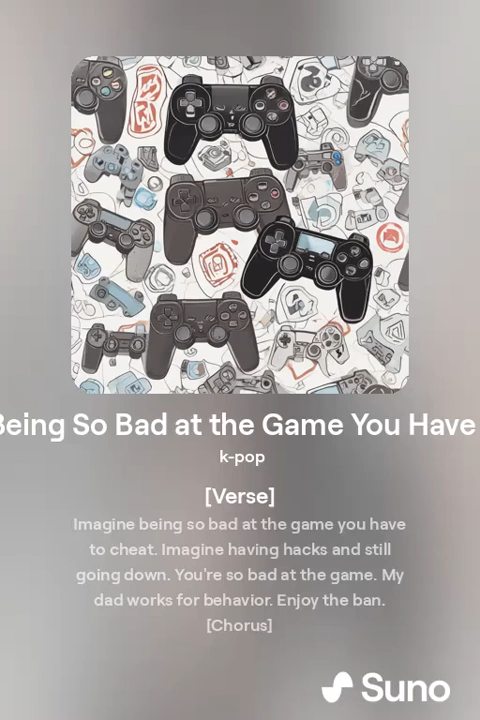 Being So Bad at the Game You Have
k-pop
[Verse]
Imagine being so bad at the game you have
to cheat. Imagine having hacks and still
going down. You're so bad at the game. My
dad works for behavior. Enjoy the ban.
[Chorus]
Suno